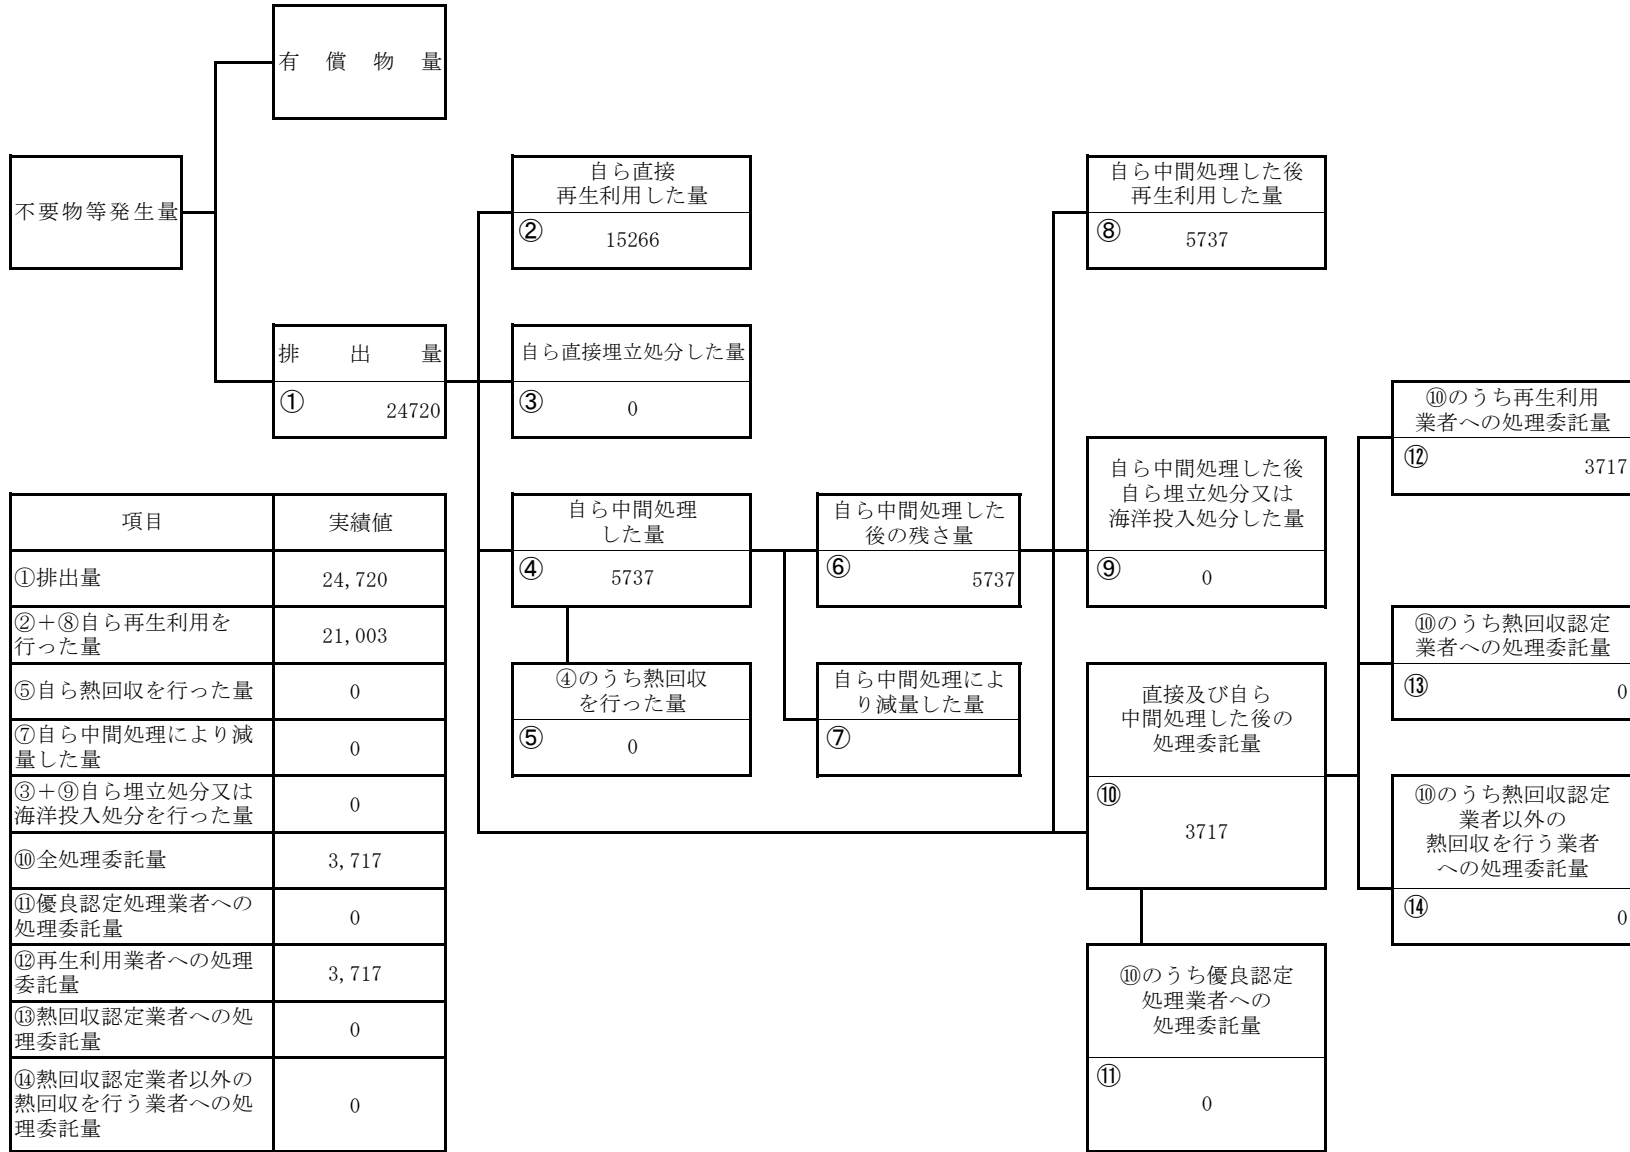 有償物量
不要物等発生量
排出量
① 24720
自ら直接
再生利用した量
② 15266
自ら直接埋立処分した量
③ 0
自ら中間処理
した量
④ 5737
④のうち熱回収
を行った量
⑤ 0
自ら中間処理した
後の残さ量
⑥ 5737
自ら中間処理によ
り減量した量
⑦
自ら中間処理した後
再生利用した量
⑧ 5737
自ら中間処理した後
自ら埋立処分又は
海洋投入処分した量
⑨ 0
直接及び自ら
中間処理した後の
処理委託量
⑩
3717
⑩のうち優良認定
処理業者への
処理委託量
⑪
0
⑩のうち再生利用
業者への処理委託量
⑫ 3717
⑩のうち熱回収認定
業者への処理委託量
⑬ 0
⑩のうち熱回収認定
業者以外の
熱回収を行う業者
への処理委託量
⑭ 0
項目 実績値
①排出量 24,720
②+⑧自ら再生利用を
行った量 21,003
⑤自ら熱回収を行った量 0
⑦自ら中間処理により減
量した量 0
③+⑨自ら埋立処分又は
海洋投入処分を行った量 0
⑩全処理委託量 3,717
⑪優良認定処理業者への
処理委託量 0
⑫再生利用業者への処理
委託量 3,717
⑬熱回収認定業者への処
理委託量 0
⑭熱回収認定業者以外の
熱回収を行う業者への処
理委託量 0